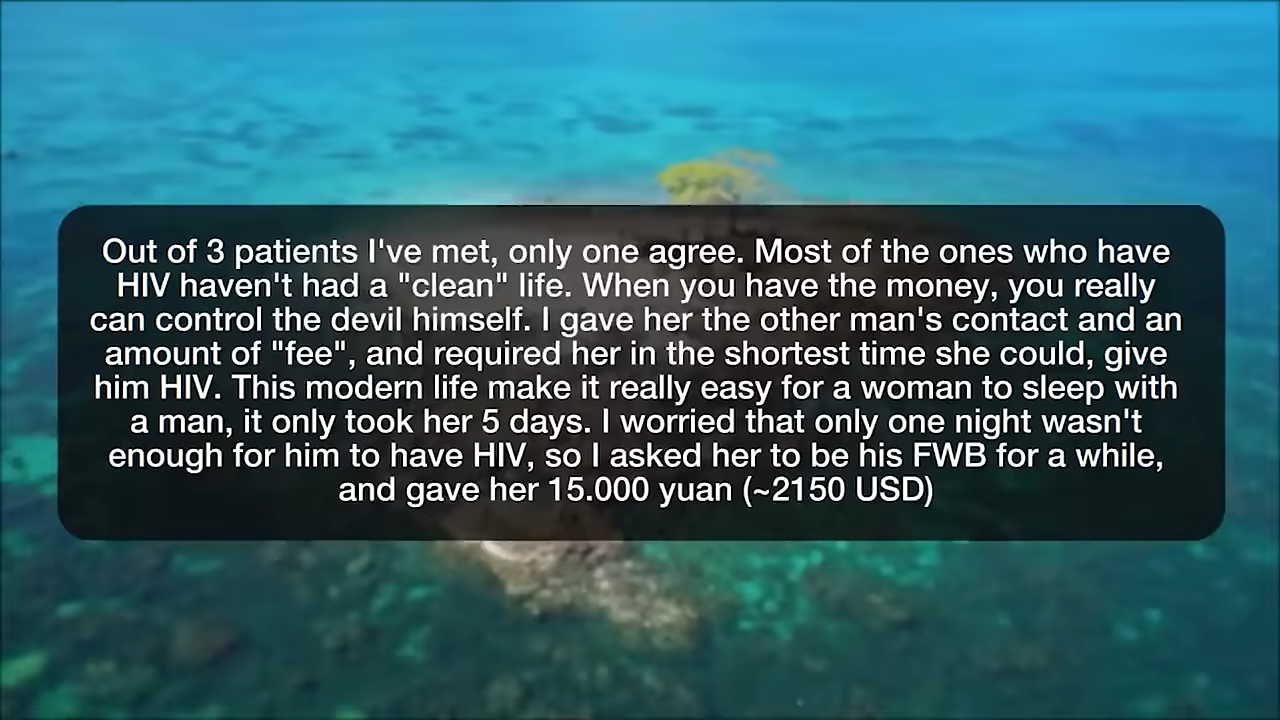 Out of 3 patients I've met, only one agree. Most of the ones who have
HIV haven't had a "clean" life. When you have the money, you really
can control the devil himself. I gave her the other man's contact and an
amount of "fee", and required her in the shortest time she could, give
him HIV. This modern life make it really easy for a woman to sleep with
a man, it only took her 5 days. I worried that only one night wasn't
enough for him to have HIV, so I asked her to be his FWB for a while,
and gave her 15.000 yuan (~2150 USD)